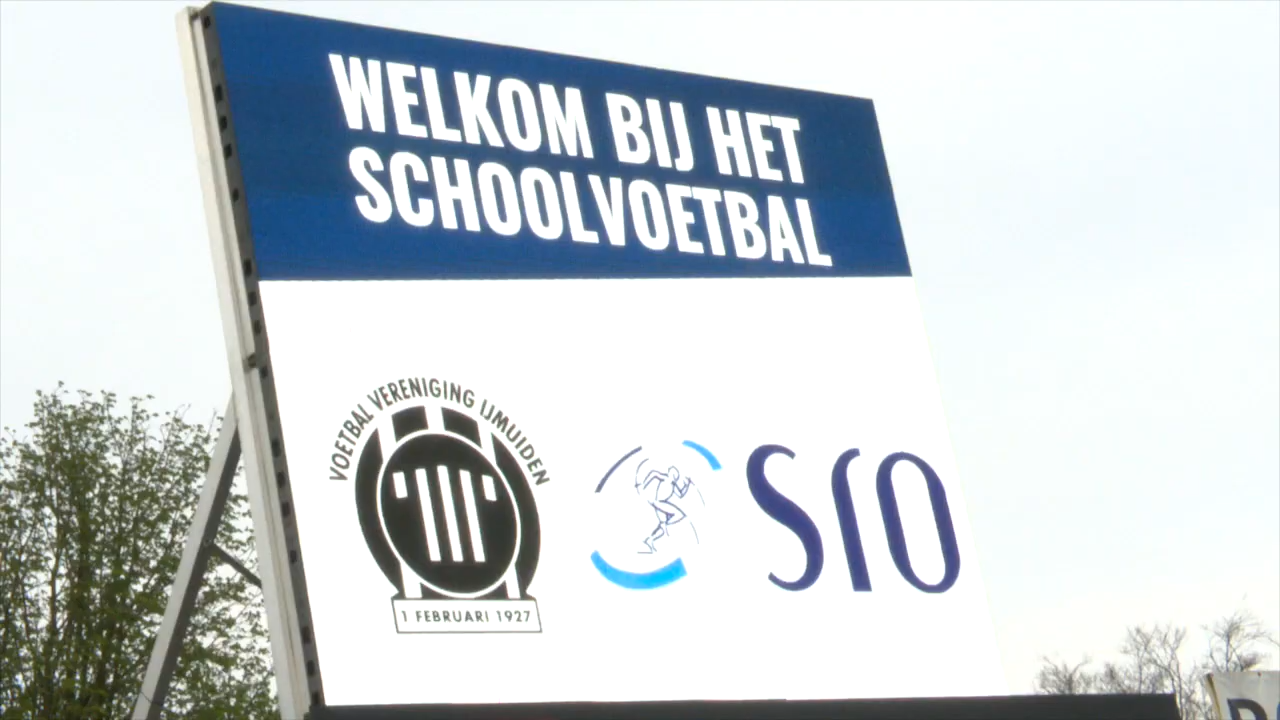 WELKOM BIJ HET
SCHOOLVOETBAL
VOETBAL VERENIGING IJMUIDEN
1 FEBRUARI 1927
sro